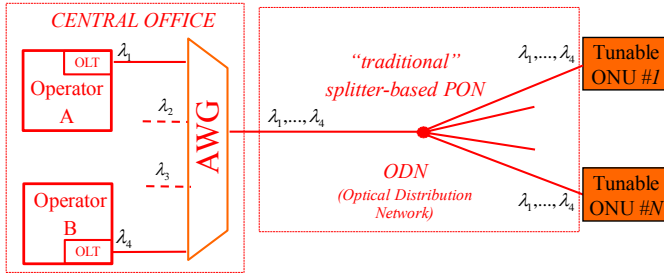 CENTRAL OFFICE
OLT
Operator
A
λ1
λ2
λ3
Operator
B
OLT
λ4
AWG
λ1,..., λ4
“traditional”
splitter-based PON
ODN
(Optical Distribution
Network)
λ1,..., λ4
Tunable
ONU #1
λ1,..., λ4
Tunable
ONU #N